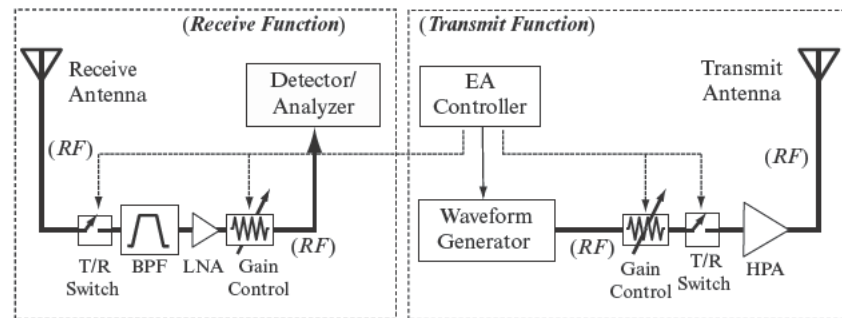 (Receive Function)
(Transmit Function)
Receive
Antenna
Detector/
Analyzer
EA
Controller
Transmit
Antenna
(RF)
(RF)
Waveform
Generator
(RF)
(RF)
T/R
Switch
BPF
LNA
Gain
Control
Gain
Control
T/R
Switch
HPA